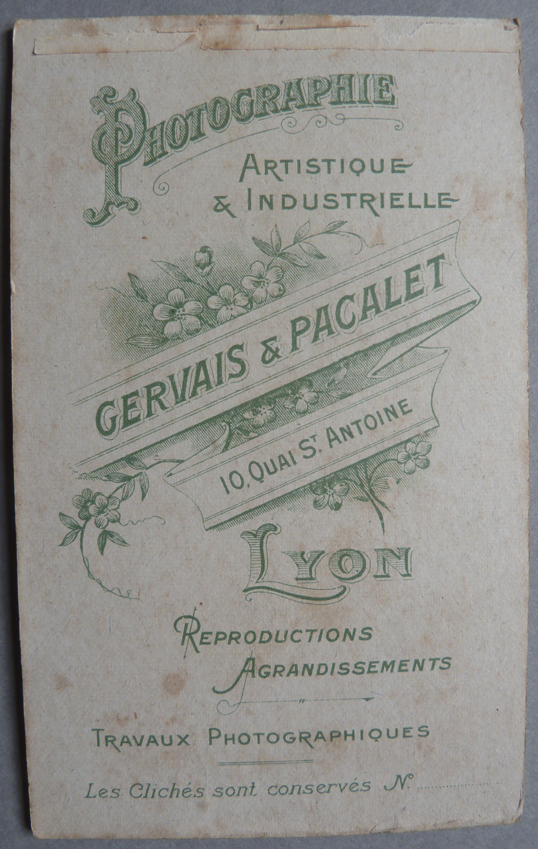 PHOTOGRAPHIE
ARTISTIQUE
& INDUSTRIELLE
GERVAIS & PACALET
10, QUAI ST. ANTOINE
LYON
REPRODUCTIONS
AGRANDISSEMENTS
TRAVAUX PHOTOGRAPHIQUES
Les Clichés sont conservés N.º